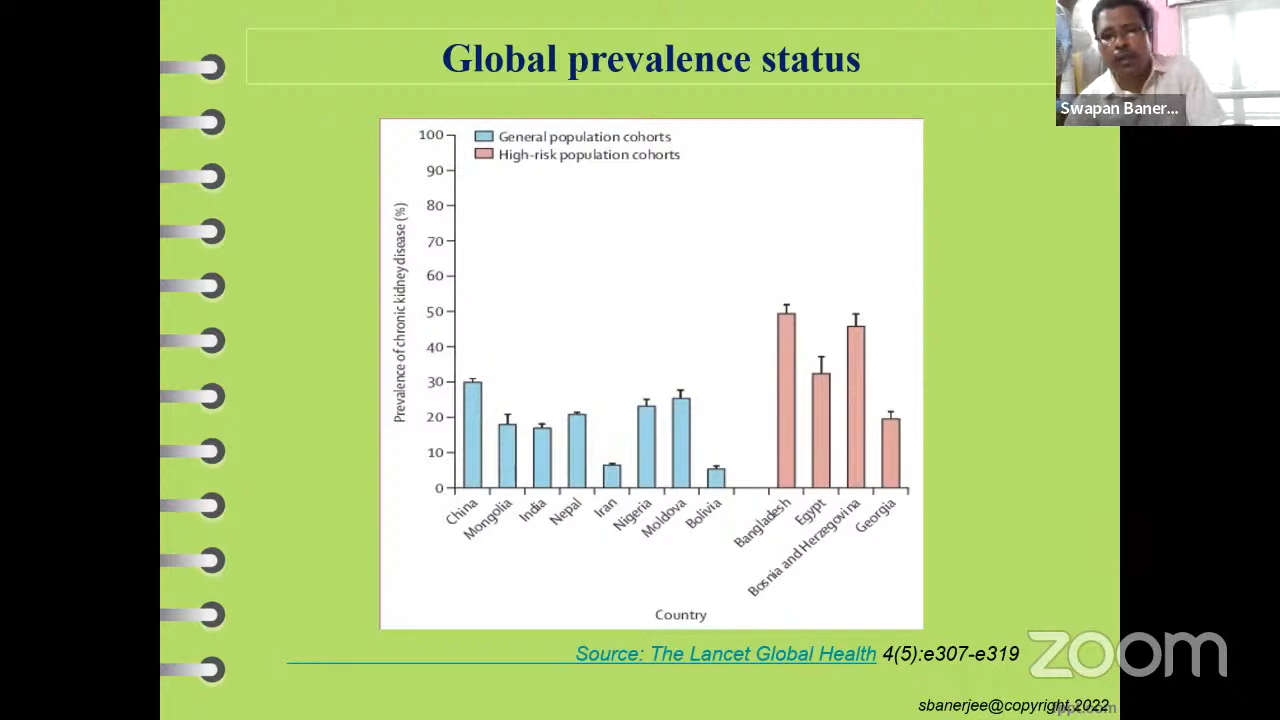 Global prevalence status
Swapan Baner...
General population cohorts
High-risk population cohorts
Prevalence of chronic kidney disease (%)
100
90
80
70
60
50
40
30
20
10
0
China
Mongolia
India
Nepal
Iran
Nigeria
Moldova
Bolivia
Bangladesh
Egypt
Bosnia and Herzegovina
Georgia
Country
Source: The Lancet Global Health 4(5):e307-e319
zoom
sbanerjee@copyright 2022